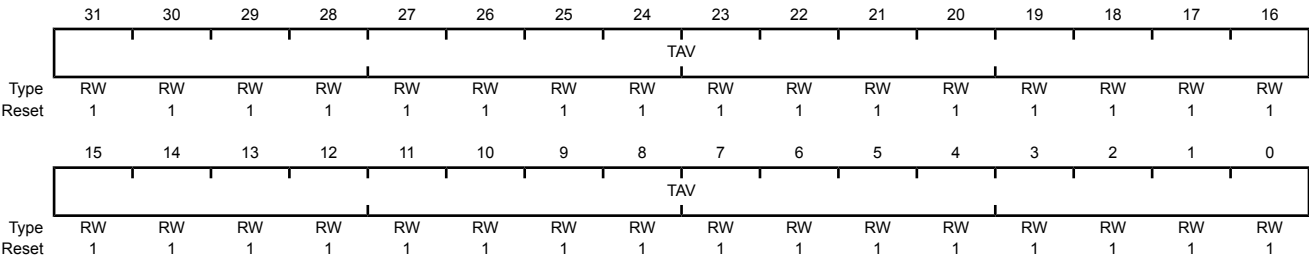 31 30 29 28 27 26 25 24 23 22 21 20 19 18 17 16
TAV
Type RW RW RW RW RW RW RW RW RW RW RW RW RW RW RW RW
Reset 1 1 1 1 1 1 1 1 1 1 1 1 1 1 1 1
15 14 13 12 11 10 9 8 7 6 5 4 3 2 1 0
TAV
Type RW RW RW RW RW RW RW RW RW RW RW RW RW RW RW RW
Reset 1 1 1 1 1 1 1 1 1 1 1 1 1 1 1 1